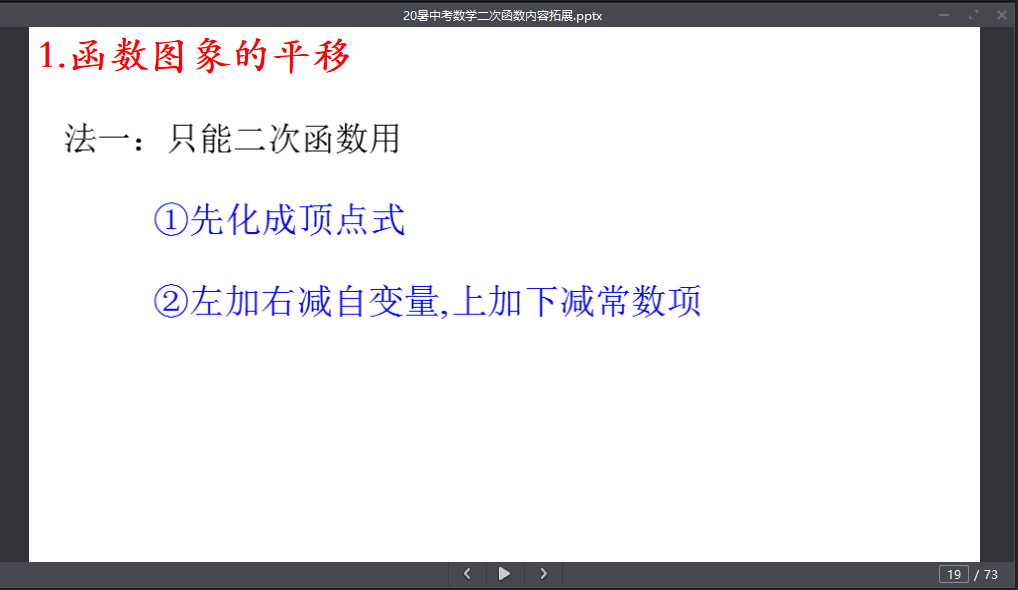 20暑中考数学二次函数内容拓展.pptx
1.函数图象的平移
法一：只能二次函数用
①先化成顶点式
②左加右减自变量,上加下减常数项
19 / 73